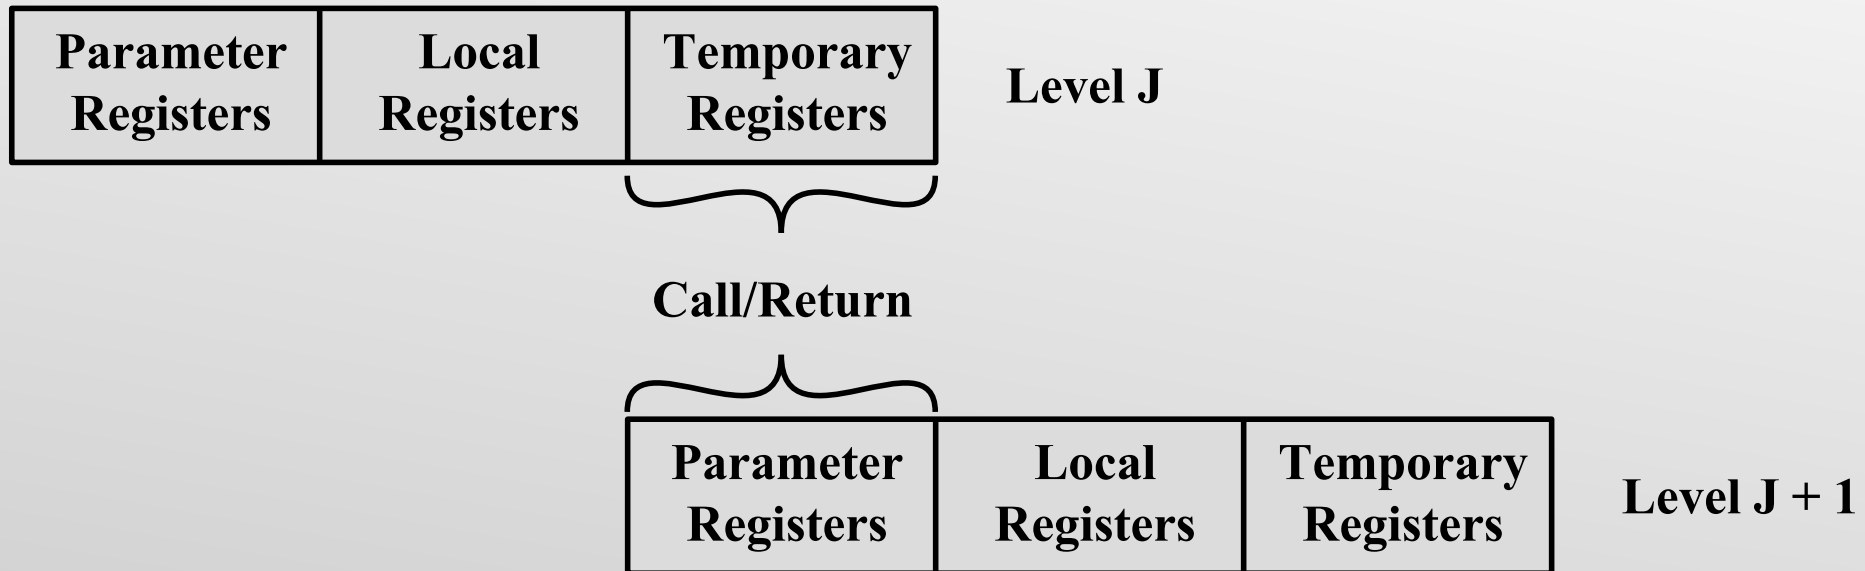 Parameter
Registers
Local
Registers
Temporary
Registers
Level J
Call/Return
Parameter
Registers
Local
Registers
Temporary
Registers
Level J + 1